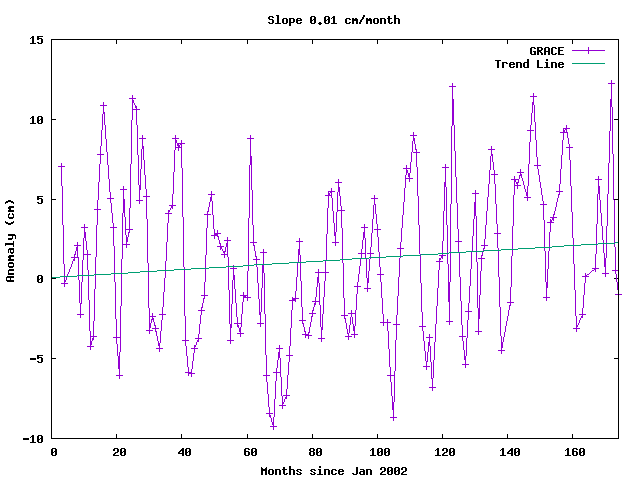 Slope 0.01 cm/month
15
10
5
0
-5
-10
Anomaly (cm)
GRACE
Trend Line
0 20 40 60 80 100 120 140 160
Months since Jan 2002